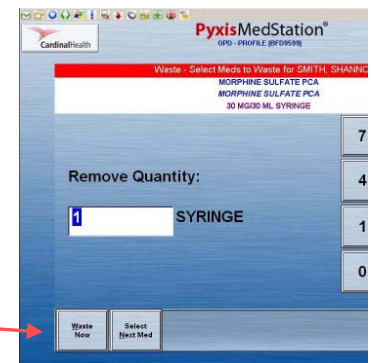 CardinalHealth
PyxisMedStation®
OPD - PROFILE (BFD9599)
Waste - Select Meds to Waste for SMITH, SHANNO
MORPHINE SULFATE PCA
MORPHINE SULFATE PCA
30 MG/30 ML SYRINGE
7
Remove Quantity:
4
1 SYRINGE
1
0
Waste Now
Select Next Med